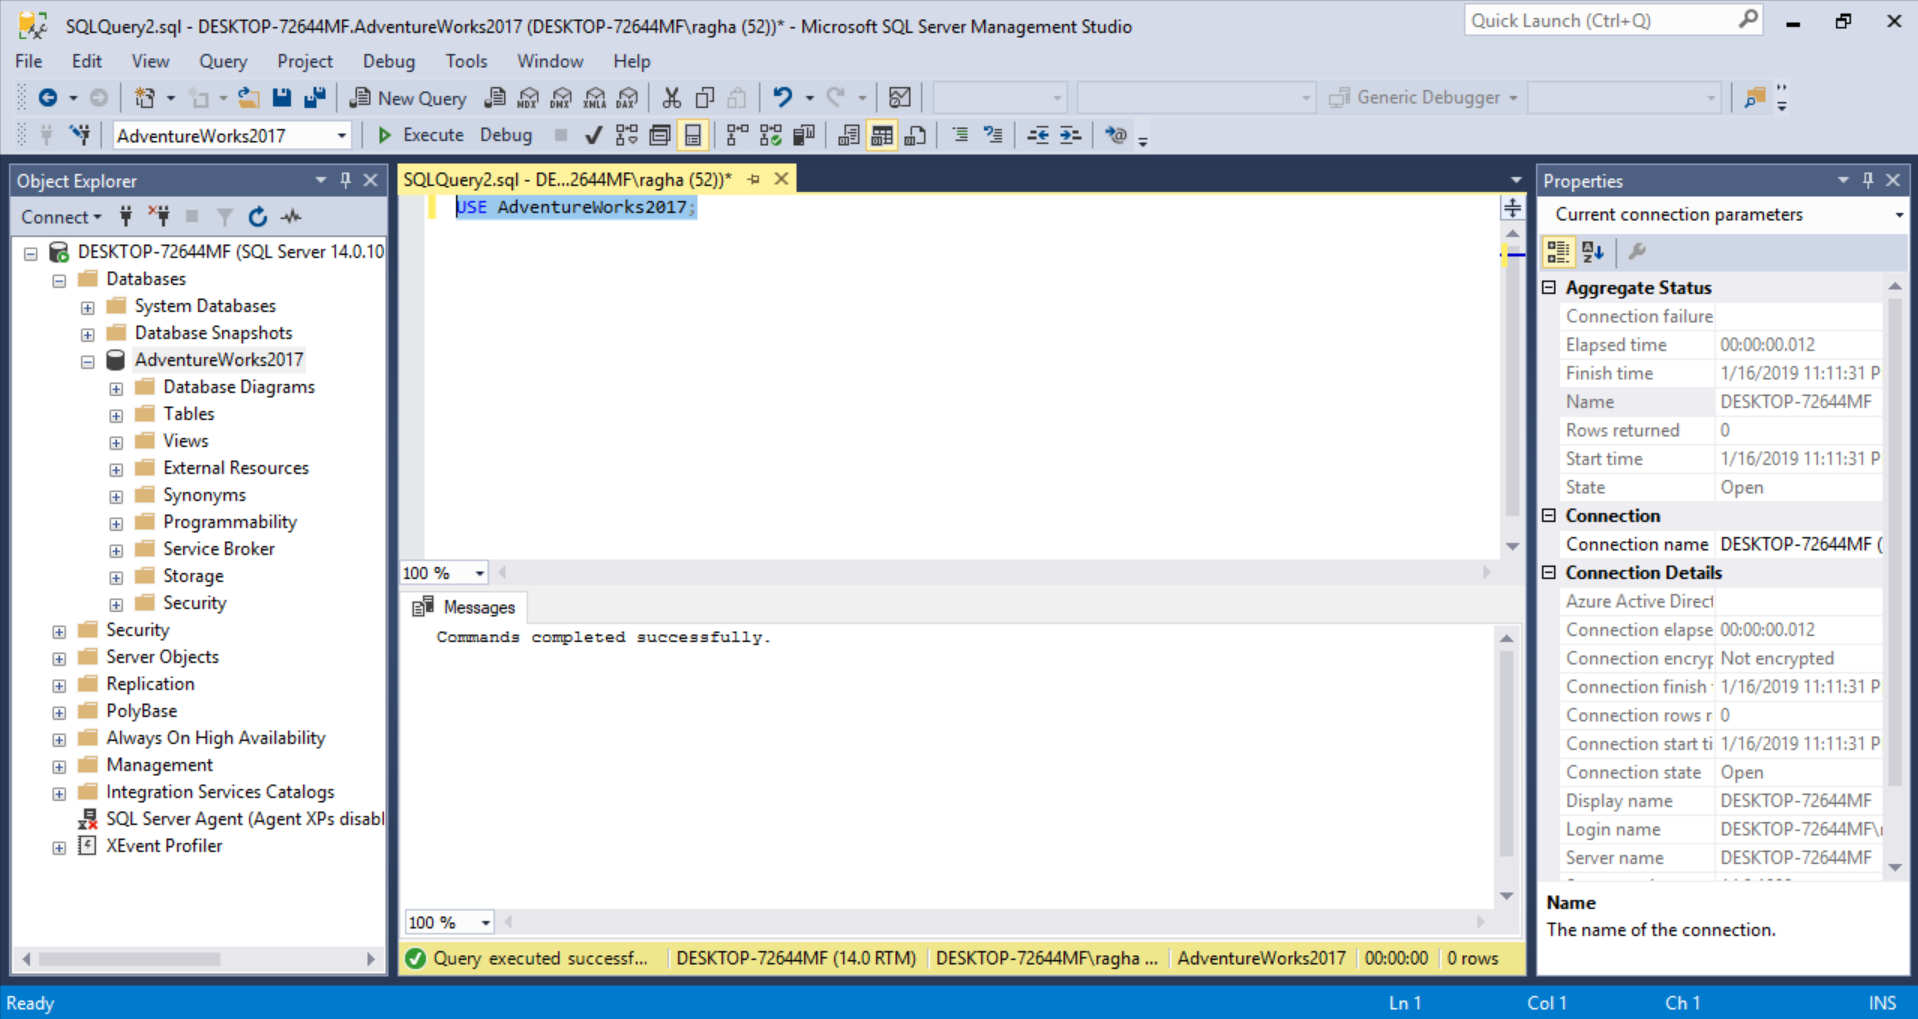 SQLQuery2.sql - DESKTOP-72644MF.AdventureWorks2017 (DESKTOP-72644MF\ragha (52))* - Microsoft SQL Server Management Studio
Quick Launch (Ctrl+Q)
File Edit View Query Project Debug Tools Window Help
New Query MDX DMX XMLA DAX Generic Debugger
AdventureWorks2017 Execute Debug
Object Explorer
Connect
DESKTOP-72644MF (SQL Server 14.0.10
Databases
System Databases
Database Snapshots
AdventureWorks2017
Database Diagrams
Tables
Views
External Resources
Synonyms
Programmability
Service Broker
Storage
Security
Security
Server Objects
Replication
PolyBase
Always On High Availability
Management
Integration Services Catalogs
SQL Server Agent (Agent XPs disabl
XEvent Profiler
SQLQuery2.sql - DE...2644MF\ragha (52))*
USE AdventureWorks2017;
100 %
Messages
Commands completed successfully.
100 %
Query executed successf... DESKTOP-72644MF (14.0 RTM) DESKTOP-72644MF\ragha ... AdventureWorks2017 00:00:00 0 rows
Properties
Current connection parameters
Aggregate Status
Connection failure
Elapsed time 00:00:00.012
Finish time 1/16/2019 11:11:31 P
Name DESKTOP-72644MF
Rows returned 0
Start time 1/16/2019 11:11:31 P
State Open
Connection
Connection name DESKTOP-72644MF (
Connection Details
Azure Active Direct
Connection elapse 00:00:00.012
Connection encryp Not encrypted
Connection finish 1/16/2019 11:11:31 P
Connection rows r 0
Connection start ti 1/16/2019 11:11:31 P
Connection state Open
Display name DESKTOP-72644MF
Login name DESKTOP-72644MF\
Server name DESKTOP-72644MF
Name
The name of the connection.
Ready Ln 1 Col 1 Ch 1 INS